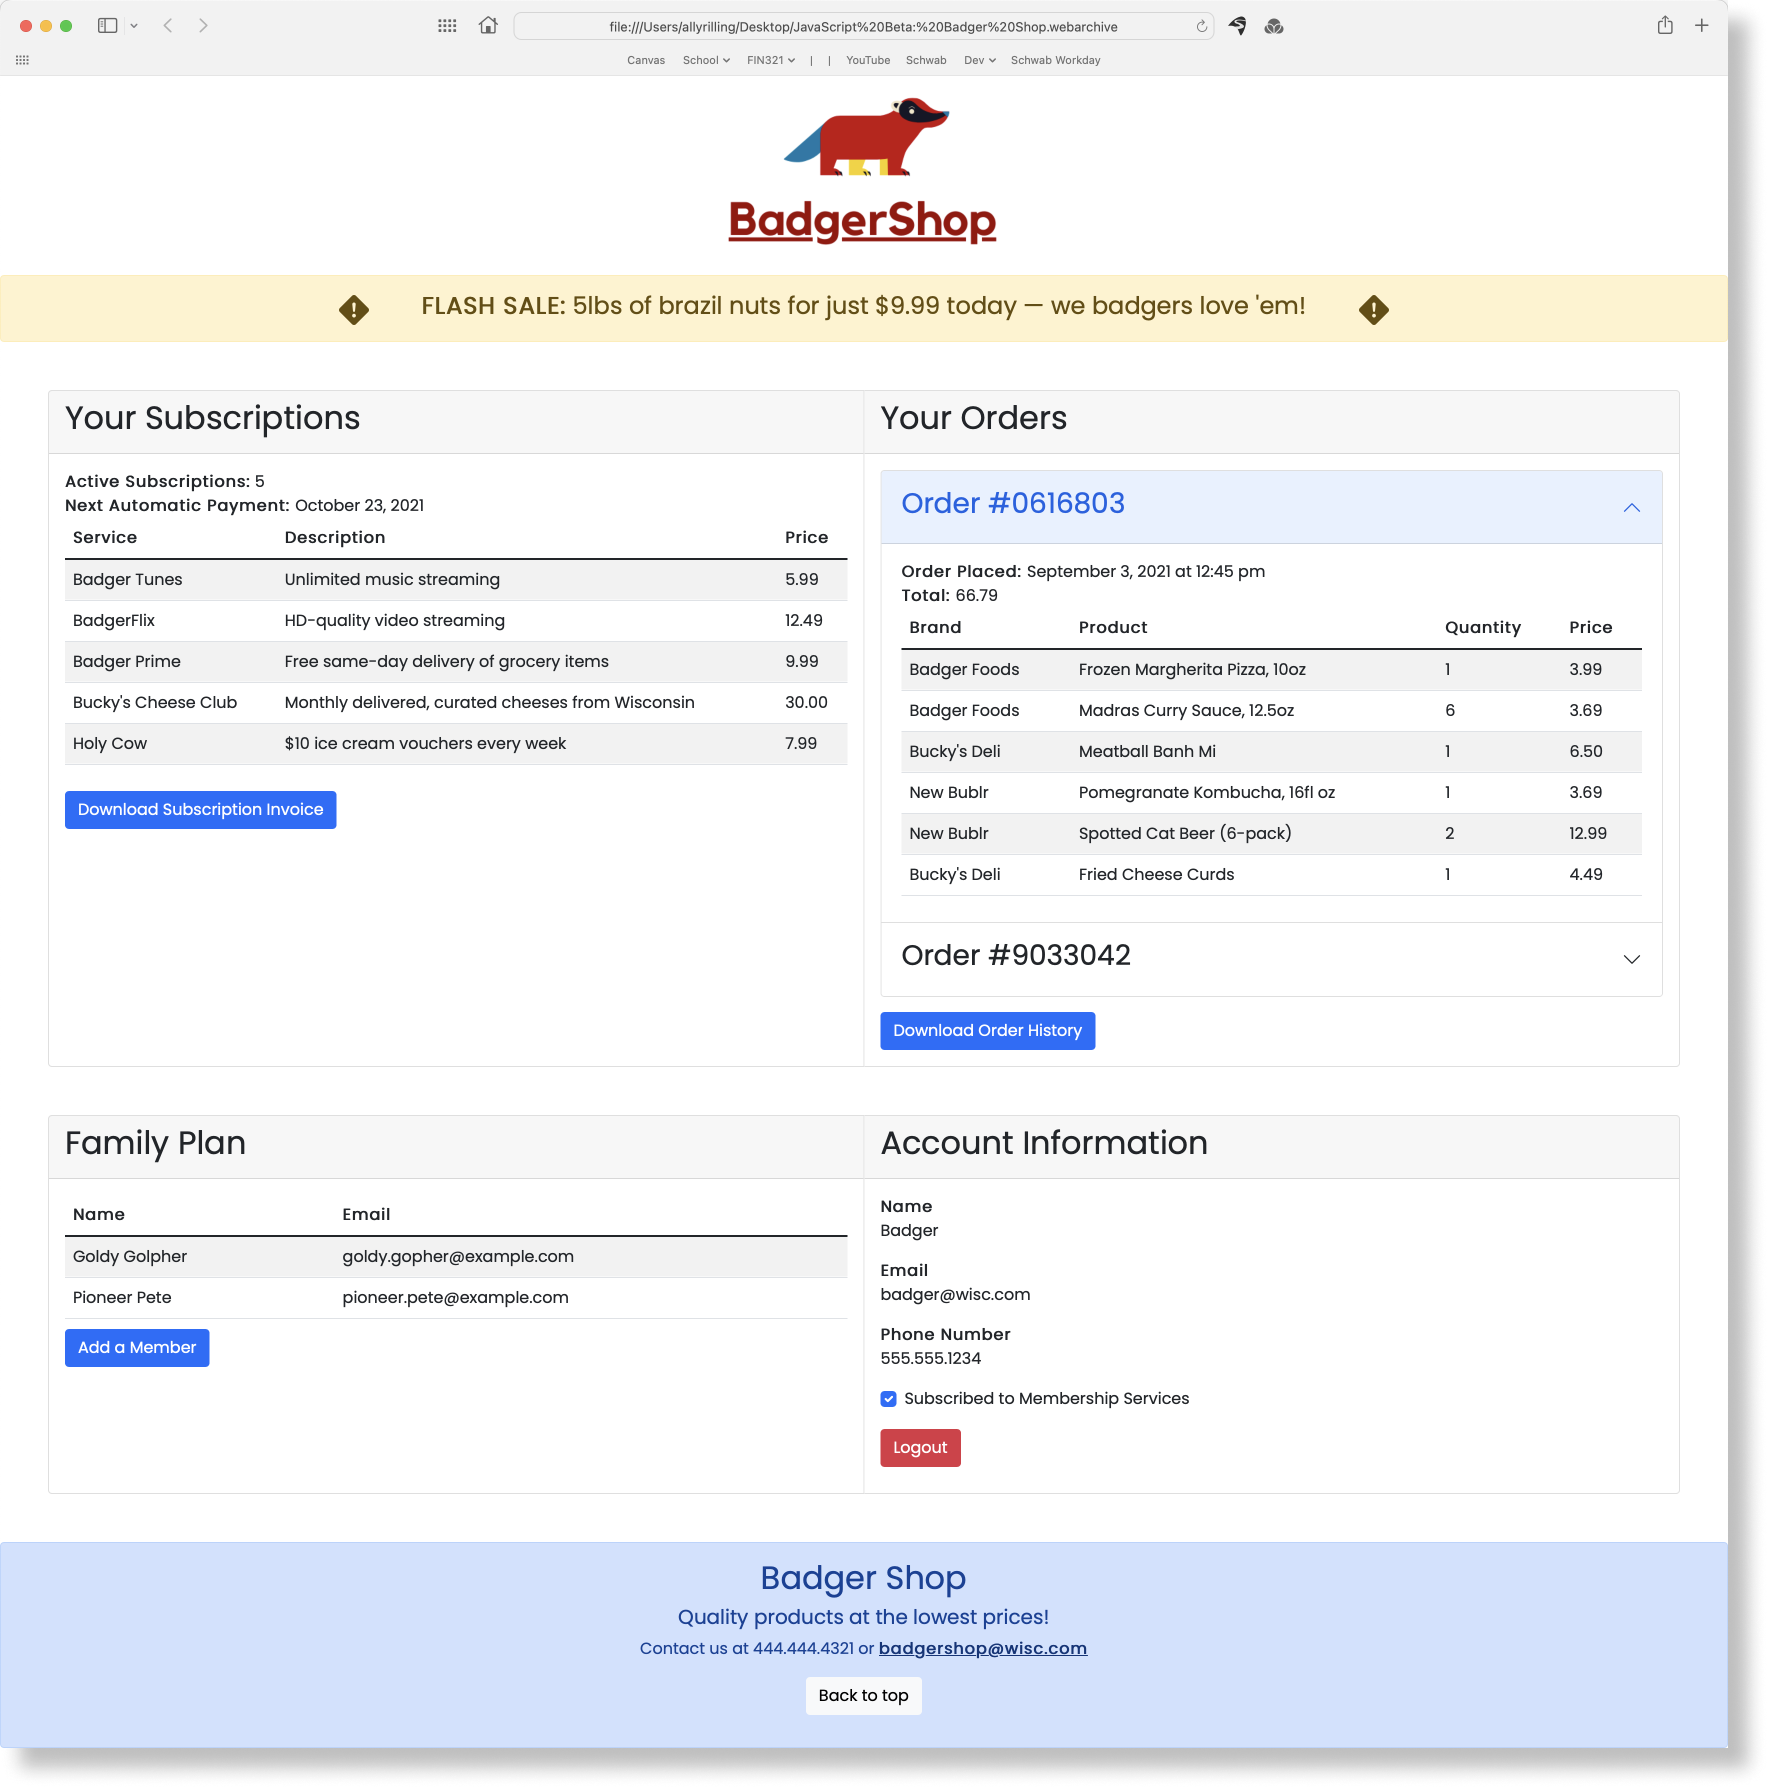 file:///Users/allyrilling/Desktop/JavaScript%20Beta:%20Badger%20Shop.webarchive
Canvas School FIN321 | | YouTube Schwab Dev Schwab Workday
BadgerShop
FLASH SALE: 5lbs of brazil nuts for just $9.99 today — we badgers love 'em!
Your Subscriptions
Active Subscriptions: 5
Next Automatic Payment: October 23, 2021
Service Description Price
Badger Tunes Unlimited music streaming 5.99
BadgerFlix HD-quality video streaming 12.49
Badger Prime Free same-day delivery of grocery items 9.99
Bucky's Cheese Club Monthly delivered, curated cheeses from Wisconsin 30.00
Holy Cow $10 ice cream vouchers every week 7.99
Download Subscription Invoice
Your Orders
Order #0616803
Order Placed: September 3, 2021 at 12:45 pm
Total: 66.79
Brand Product Quantity Price
Badger Foods Frozen Margherita Pizza, 10oz 1 3.99
Badger Foods Madras Curry Sauce, 12.5oz 6 3.69
Bucky's Deli Meatball Banh Mi 1 6.50
New Bublr Pomegranate Kombucha, 16fl oz 1 3.69
New Bublr Spotted Cat Beer (6-pack) 2 12.99
Bucky's Deli Fried Cheese Curds 1 4.49
Order #9033042
Download Order History
Family Plan
Name Email
Goldy Golpher goldy.gopher@example.com
Pioneer Pete pioneer.pete@example.com
Add a Member
Account Information
Name
Badger
Email
badger@wisc.com
Phone Number
555.555.1234
Subscribed to Membership Services
Logout
Badger Shop
Quality products at the lowest prices!
Contact us at 444.444.4321 or badgershop@wisc.com
Back to top